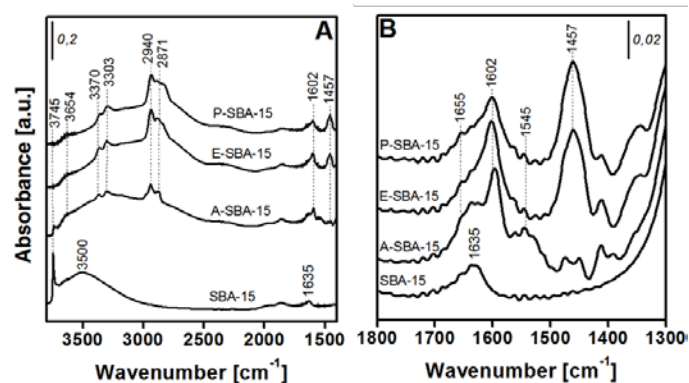 0,2
A
2940
2871
3370
3303
3745
3654
1602
1457
P-SBA-15
E-SBA-15
A-SBA-15
3500
SBA-15
1635
Absorbance [a.u.]
3500 3000 2500 2000 1500
Wavenumber [cm-1]
B
0,02
1457
1602
1655
1545
P-SBA-15
E-SBA-15
A-SBA-15
1635
SBA-15
1800 1700 1600 1500 1400 1300
Wavenumber [cm-1]